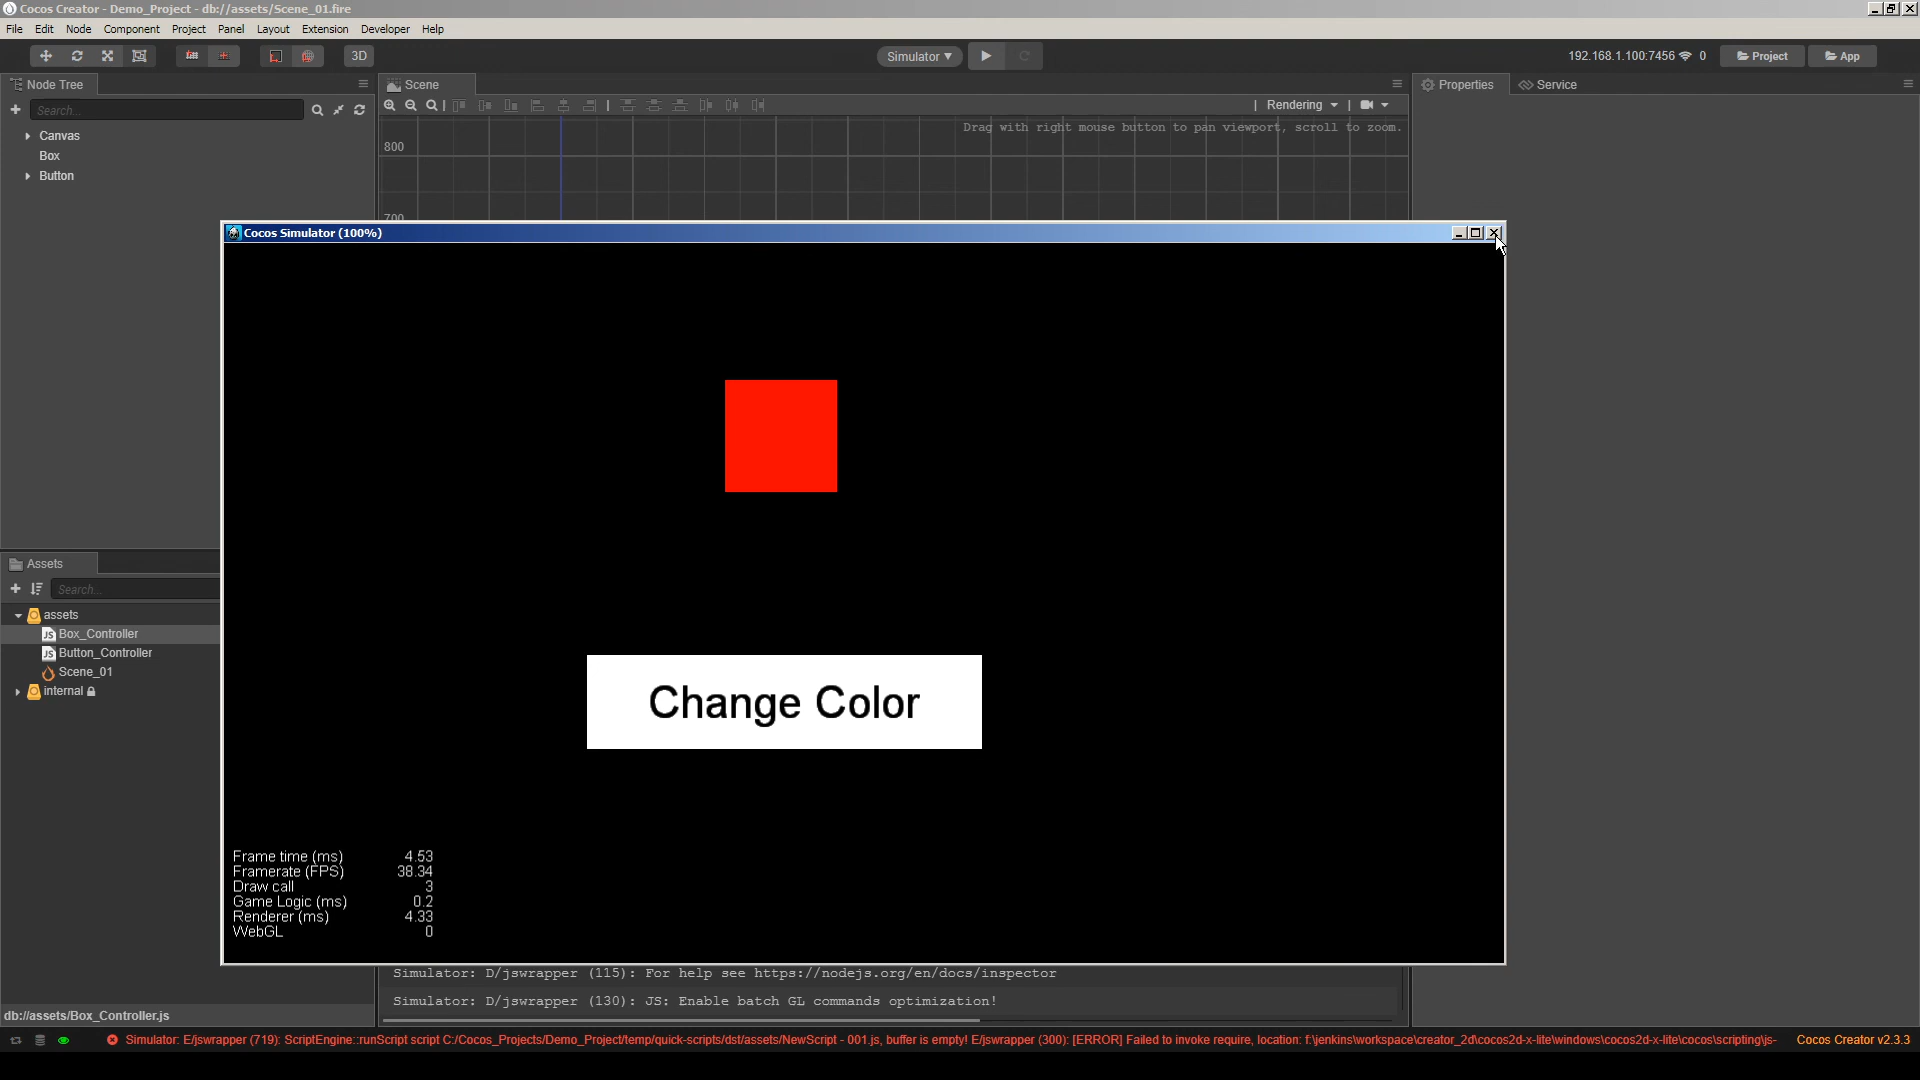 Cocos Creator - Demo_Project - db://assets/Scene_01.fire
File Edit Node Component Project Panel Layout Extension Developer Help
3D Simulator 192.168.1.100:7456 0 Project App
Node Tree
Search...
Canvas
Box
Button
Scene
Rendering
Drag with right mouse button to pan viewport, scroll to zoom.
800
700
Properties Service
Cocos Simulator (100%)
Change Color
Frame time (ms) 4.53
Framerate (FPS) 38.34
Draw call 3
Game Logic (ms) 0.2
Renderer (ms) 4.33
WebGL 0
Assets
Search...
assets
JS Box_Controller
JS Button_Controller
Scene_01
internal
Simulator: D/jswrapper (115): For help see https://nodejs.org/en/docs/inspector
Simulator: D/jswrapper (130): JS: Enable batch GL commands optimization!
db://assets/Box_Controller.js
Simulator: E/jswrapper (719): ScriptEngine::runScript script C:/Cocos_Projects/Demo_Project/temp/quick-scripts/dst/assets/NewScript - 001.js, buffer is empty! E/jswrapper (300): [ERROR] Failed to invoke require, location: f:\jenkins\workspace\creator_2d\cocos2d-x-lite\windows\cocos2d-x-lite\cocos\scripting\js-
Cocos Creator v2.3.3